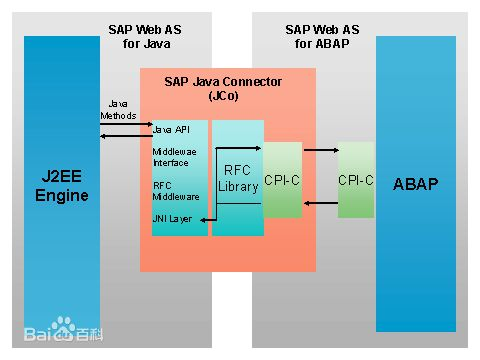 SAP Web AS
for Java
SAP Web AS
for ABAP
SAP Java Connector
(JCo)
Java
Methods
Java API
Middlewae
Interface
RFC
Middleware
JNI Layer
RFC
Library
CPI-C
CPI-C
J2EE
Engine
ABAP
Bai百科